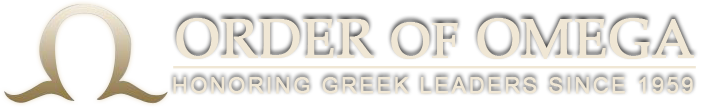 ORDER OF OMEGA
HONORING GREEK LEADERS SINCE 1959